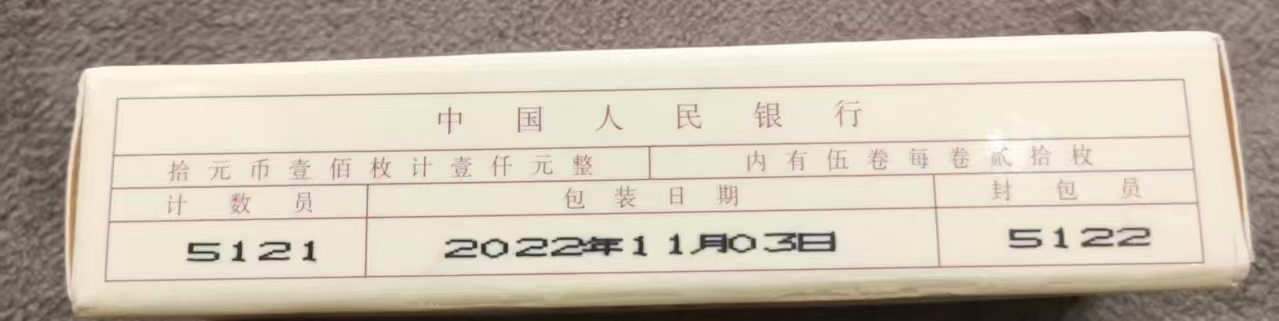 中国人民银行
拾元币壹佰枚计壹仟元整 内有伍卷每卷贰拾枚
计数员 包装日期 封包员
5121 2022年11月03日 5122